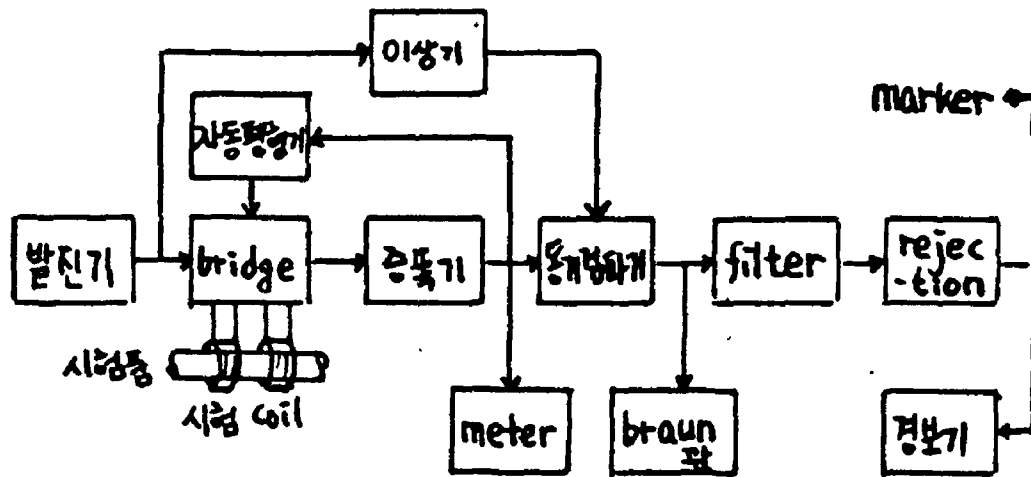 이상기
marker
자동평형기
발진기
bridge
증폭기
동기검파기
filter
rejec
-tion
시험품
시험 coil
meter
braun
관
경보기